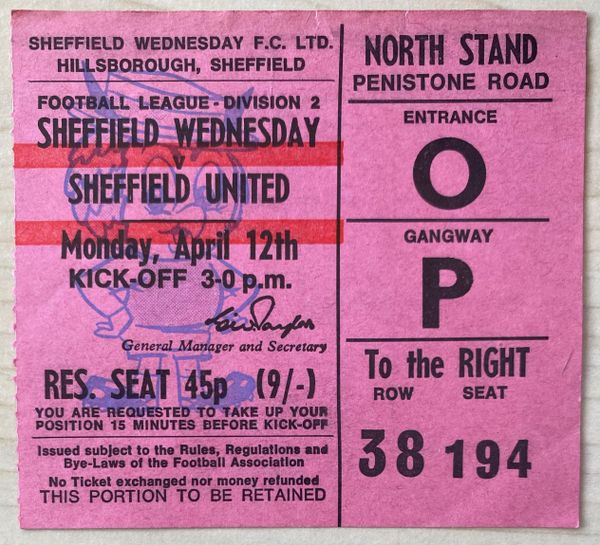 SHEFFIELD WEDNESDAY F.C. LTD.
HILLSBOROUGH, SHEFFIELD
FOOTBALL LEAGUE - DIVISION 2
SHEFFIELD WEDNESDAY
v
SHEFFIELD UNITED
Monday, April 12th
KICK-OFF 3-0 p.m.
General Manager and Secretary
RES. SEAT 45p (9/-)
YOU ARE REQUESTED TO TAKE UP YOUR
POSITION 15 MINUTES BEFORE KICK-OFF
Issued subject to the Rules, Regulations and
Bye-Laws of the Football Association
No Ticket exchanged nor money refunded
THIS PORTION TO BE RETAINED
NORTH STAND
PENISTONE ROAD
ENTRANCE
O
GANGWAY
P
To the RIGHT
ROW SEAT
38 194